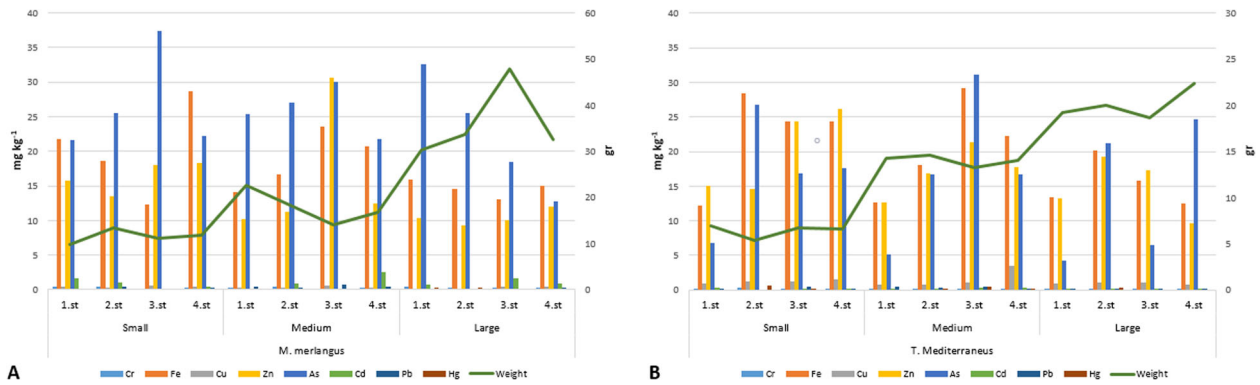 40
35
30
25
20
15
10
5
0
mg kg-1
60
50
40
30
20
10
0
gr
1.st 2.st 3.st 4.st 1.st 2.st 3.st 4.st 1.st 2.st 3.st 4.st
Small Medium Large
M. merlangus
A Cr Fe Cu Zn As Cd Pb Hg Weight
40
35
30
25
20
15
10
5
0
mg kg-1
30
25
20
15
10
5
0
gr
1.st 2.st 3.st 4.st 1.st 2.st 3.st 4.st 1.st 2.st 3.st 4.st
Small Medium Large
T. Mediterraneus
B Cr Fe Cu Zn As Cd Pb Hg Weight